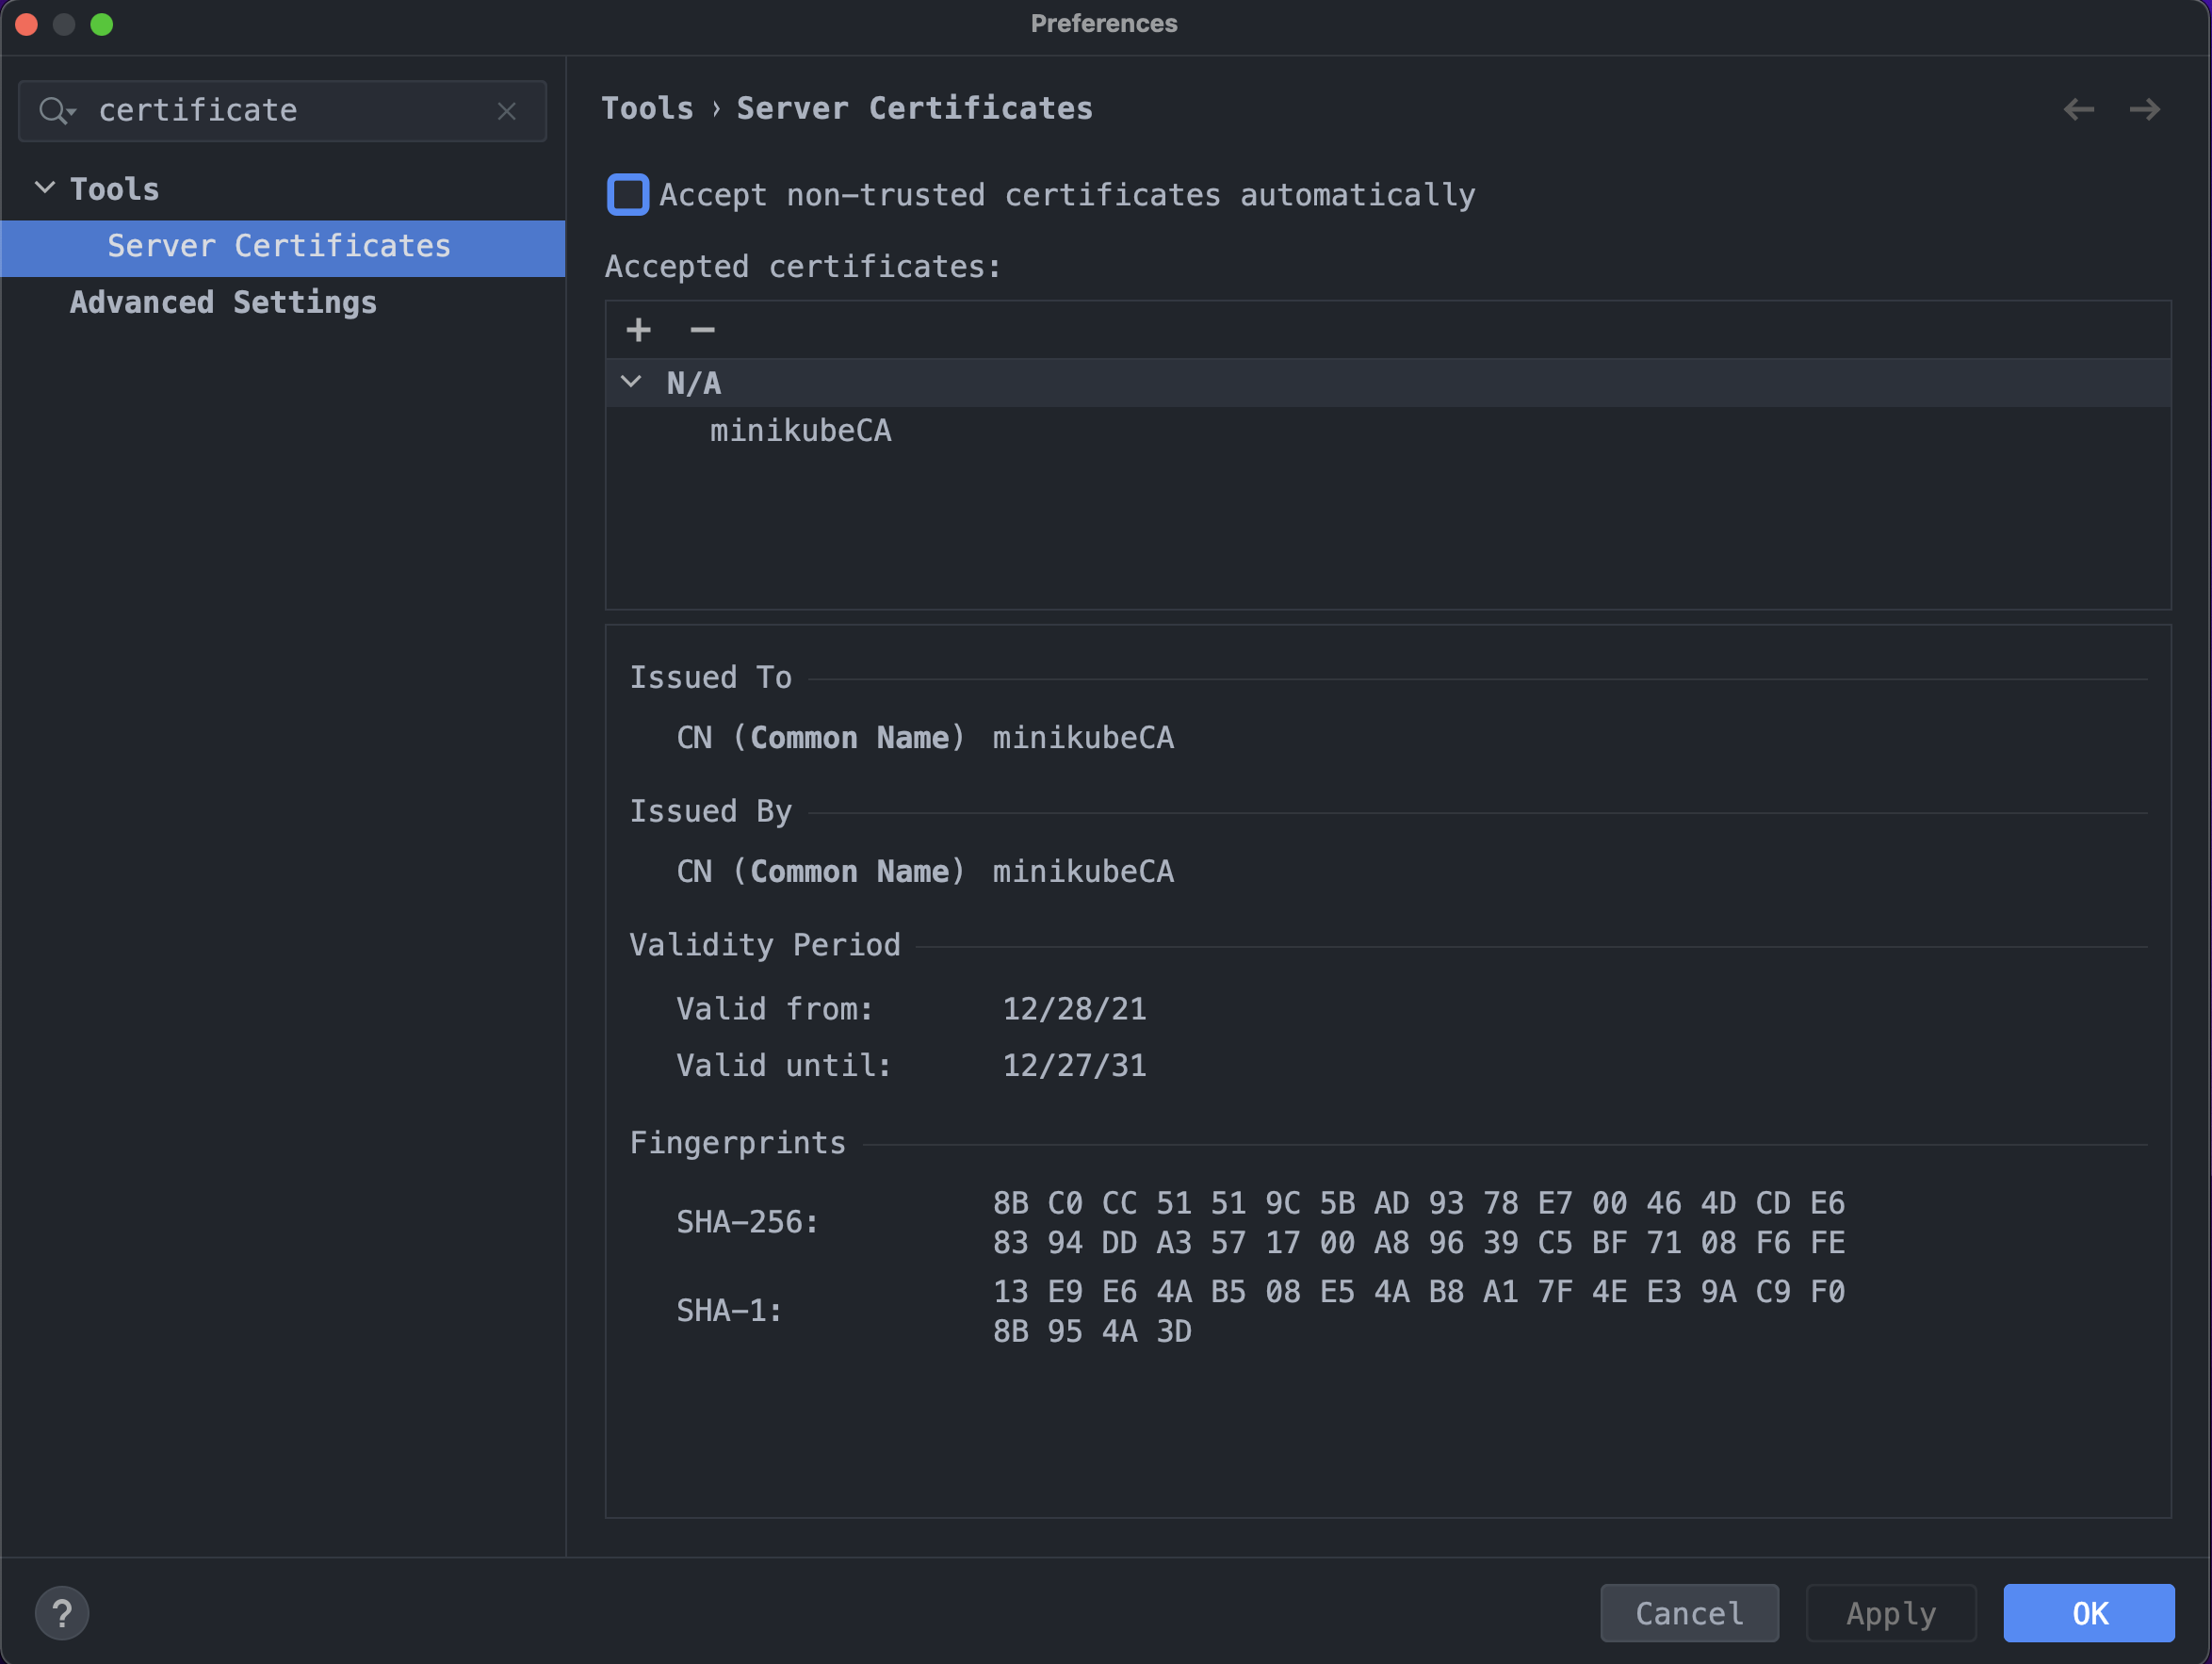 Preferences
certificate
Tools
Server Certificates
Advanced Settings
Tools › Server Certificates
Accept non-trusted certificates automatically
Accepted certificates:
N/A
minikubeCA
Issued To
CN (Common Name) minikubeCA
Issued By
CN (Common Name) minikubeCA
Validity Period
Valid from: 12/28/21
Valid until: 12/27/31
Fingerprints
SHA-256:
8B C0 CC 51 51 9C 5B AD 93 78 E7 00 46 4D CD E6
83 94 DD A3 57 17 00 A8 96 39 C5 BF 71 08 F6 FE
SHA-1:
13 E9 E6 4A B5 08 E5 4A B8 A1 7F 4E E3 9A C9 F0
8B 95 4A 3D
?
Cancel
Apply
OK